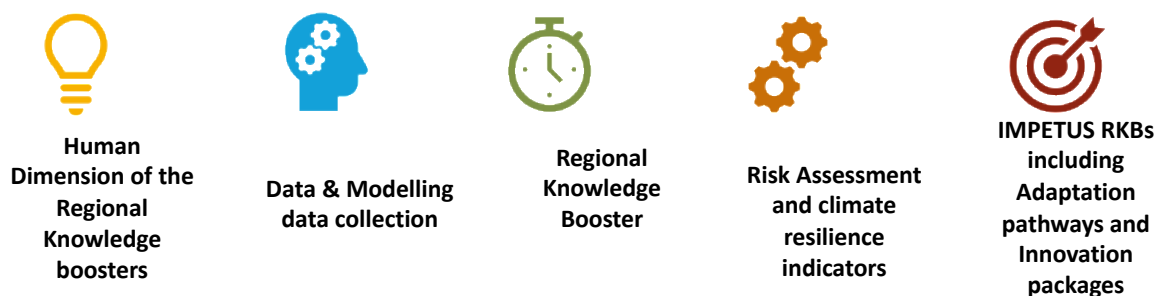 Human
Dimension of the
Regional
Knowledge
boosters
Data & Modelling
data collection
Regional
Knowledge
Booster
Risk Assessment
and climate
resilience
indicators
IMPETUS RKBs
including
Adaptation
pathways and
Innovation
packages